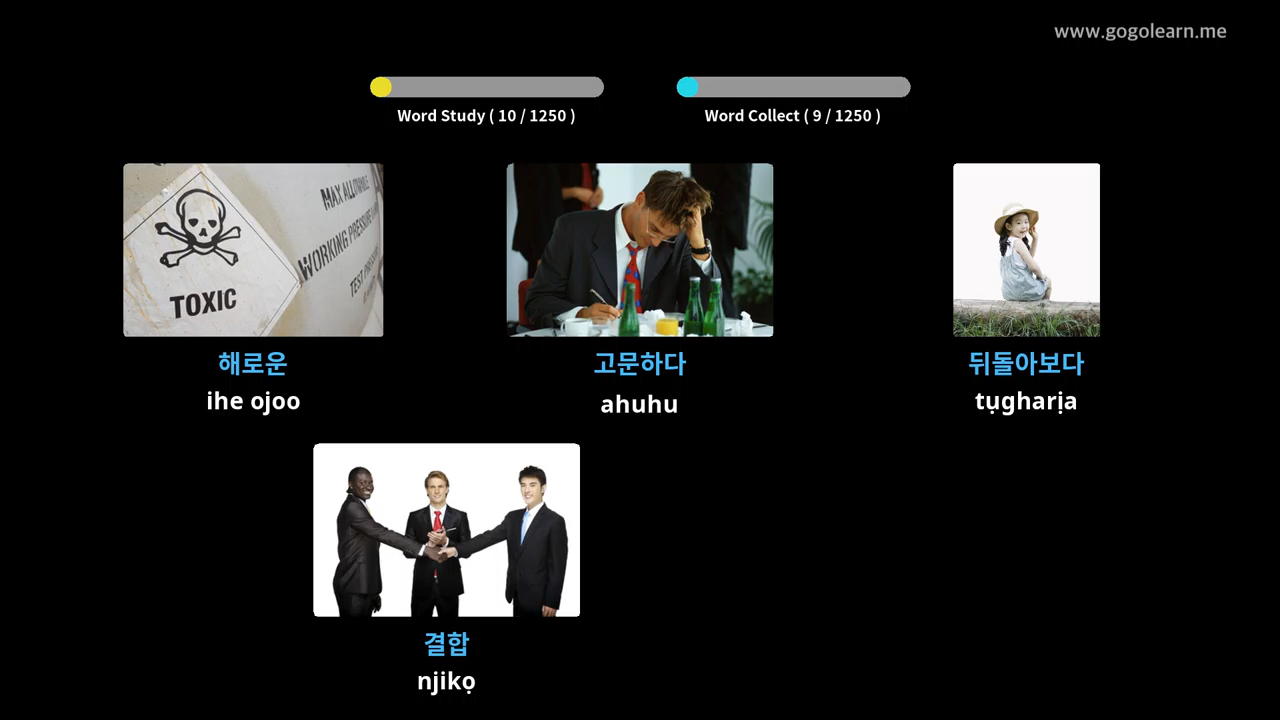 www.gogolearn.me
Word Study ( 10 / 1250 )
Word Collect ( 9 / 1250 )
TOXIC
MAX ALLOWABLE
WORKING PRESSURE
TEST
해로운
ihe ojoo
고문하다
ahuhu
뒤돌아보다
tụgharịa
결합
njikọ